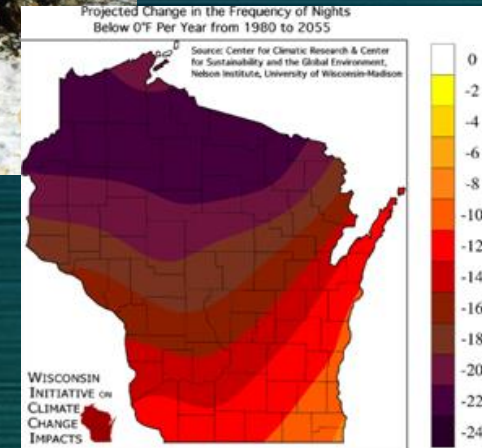 Projected Change in the Frequency of Nights
Below 0°F Per Year from 1980 to 2055
Source: Center for Climatic Research & Center
for Sustainability and the Global Environment,
Nelson Institute, University of Wisconsin-Madison
0
-2
-4
-6
-8
-10
-12
-14
-16
-18
-20
-22
-24
WISCONSIN
INITIATIVE ON
CLIMATE
CHANGE
IMPACTS